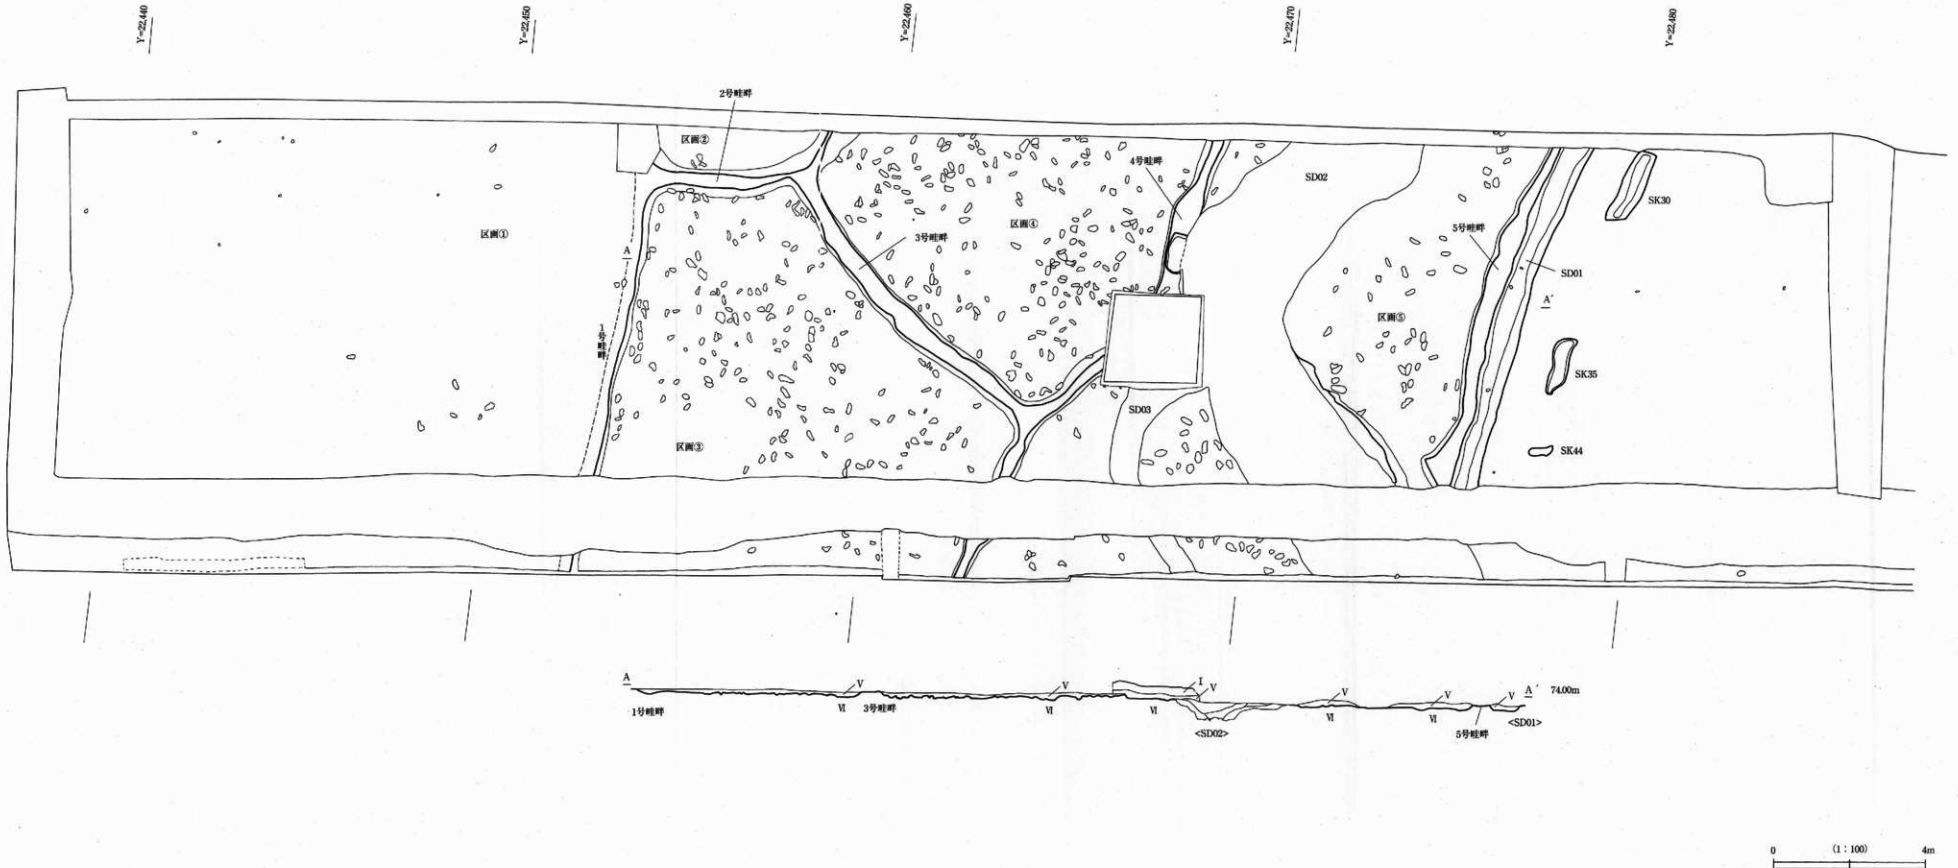 Y=22,440
Y=22,450
Y=22,460
Y=22,470
Y=22,480
2号畦畔
区画②
4号畦畔
SD02
SK30
区画①
区画④
3号畦畔
5号畦畔
A
SD01
A′
区画⑤
1号畦畔
SK35
SD03
区画③
SK44
A
V
V
I
V
V
V
V
A′
74.00m
1号畦畔
VI
3号畦畔
VI
VI
VI
VI
<SD01>
<SD02>
5号畦畔
0
(1:100)
4m